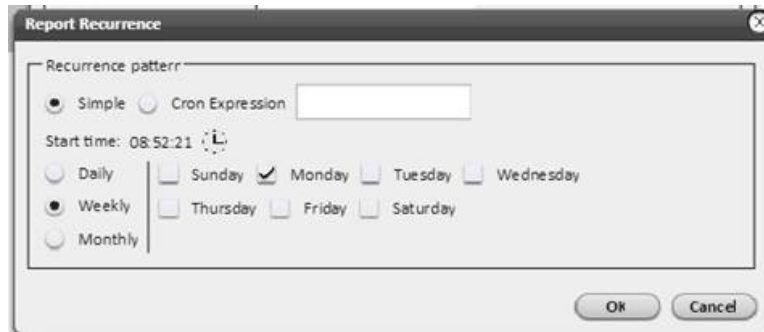 Report Recurrence
Recurrence pattern
Simple Cron Expression
Start time: 08:52:21
Daily Sunday Monday Tuesday Wednesday
Weekly Thursday Friday Saturday
Monthly
OK Cancel